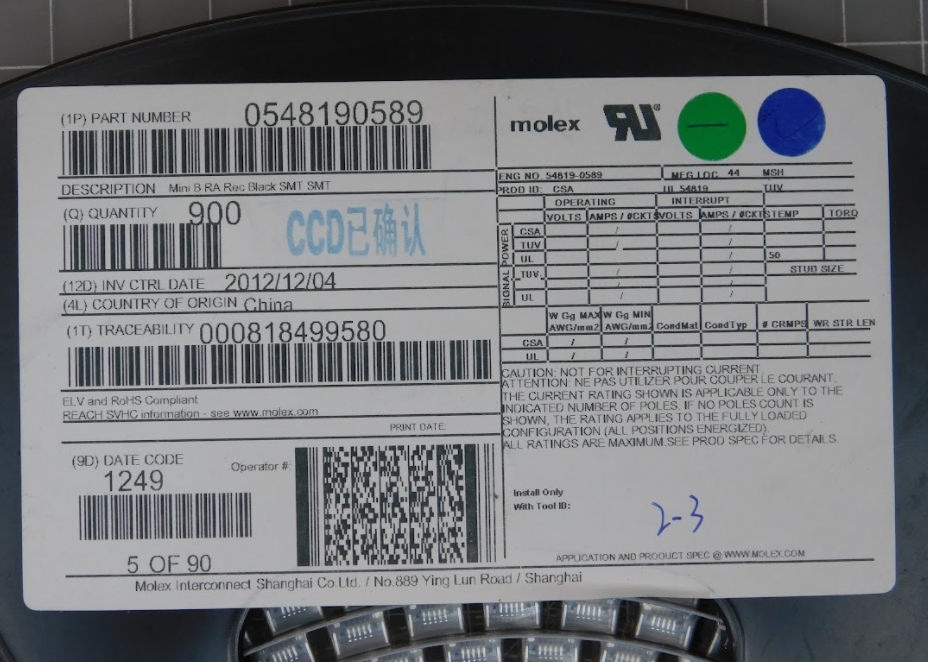 (1P) PART NUMBER 0548190589
DESCRIPTION Mini B RA Rec Black SMT SMT
(Q) QUANTITY 900
CCD已确认
(12D) INV CTRL DATE 2012/12/04
(4L) COUNTRY OF ORIGIN China
(1T) TRACEABILITY 000818499580
ELV and RoHS Compliant
REACH SVHC information - see www.molex.com
PRINT DATE
(9D) DATE CODE
1249
Operator #:
5 OF 90
molex
ENG NO. 54819-0589 MFG LOC 44 MSH
PROD ID: CSA UL 54819 TUV
OPERATING INTERRUPT
VOLTS AMPS / #CKTS VOLTS AMPS / #CKTS TEMP TORQ
POWER
CSA / /
TUV / /
UL 50
STUD SIZE
SIGNAL
TUV / /
UL / /
W Gg MAX W Gg MIN
AWG/mm2 AWG/mm2 CondMat CondTyp # CRMPS WR STR LEN
CSA / /
UL / /
CAUTION: NOT FOR INTERRUPTING CURRENT.
ATTENTION: NE PAS UTILIZER POUR COUPER LE COURANT.
THE CURRENT RATING SHOWN IS APPLICABLE ONLY TO THE
INDICATED NUMBER OF POLES. IF NO POLES COUNT IS
SHOWN, THE RATING APPLIES TO THE FULLY LOADED
CONFIGURATION (ALL POSITIONS ENERGIZED).
ALL RATINGS ARE MAXIMUM.SEE PROD SPEC FOR DETAILS.
Install Only
With Tool ID:
2-3
APPLICATION AND PRODUCT SPEC @ WWW.MOLEX.COM
Molex Interconnect Shanghai Co.Ltd. / No.889 Ying Lun Road / Shanghai